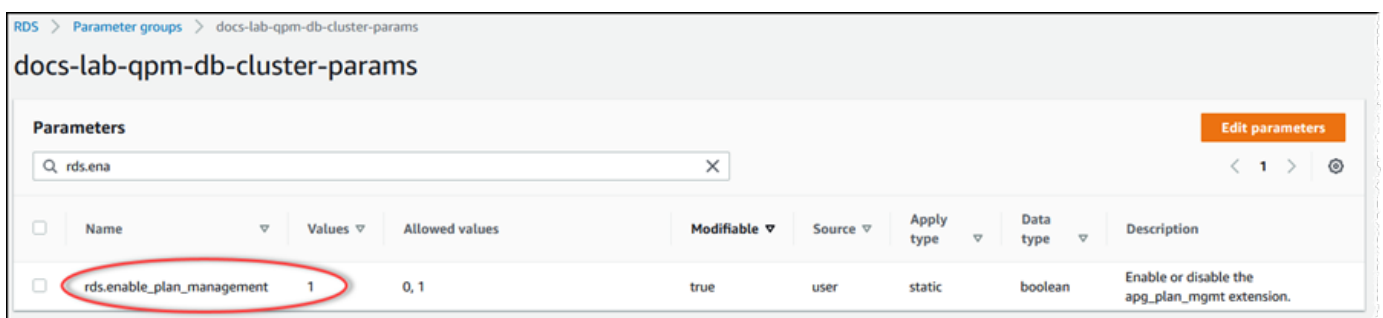 RDS > Parameter groups > docs-lab-qpm-db-cluster-params
docs-lab-qpm-db-cluster-params
Parameters
Edit parameters
rds.ena
< 1 >
Name Values Allowed values Modifiable Source Apply type Data type Description
rds.enable_plan_management 1 0, 1 true user static boolean Enable or disable the
apg_plan_mgmt extension.